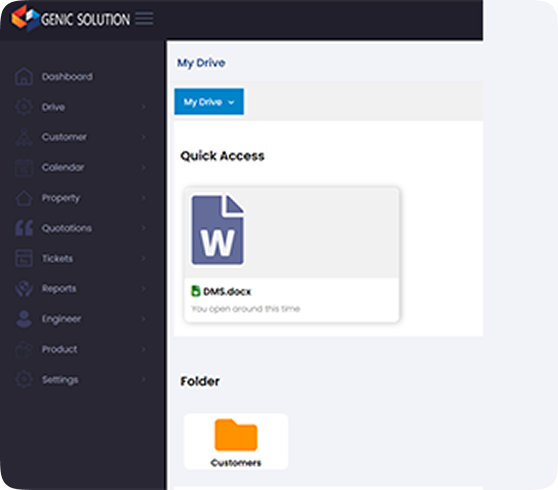 GENIC SOLUTION
My Drive
Dashboard
Drive
Customer
Calendar
Property
Quotations
Tickets
Reports
Engineer
Product
Settings
My Drive
Quick Access
W
DMS.docx
You open around this time
Folder
Customers